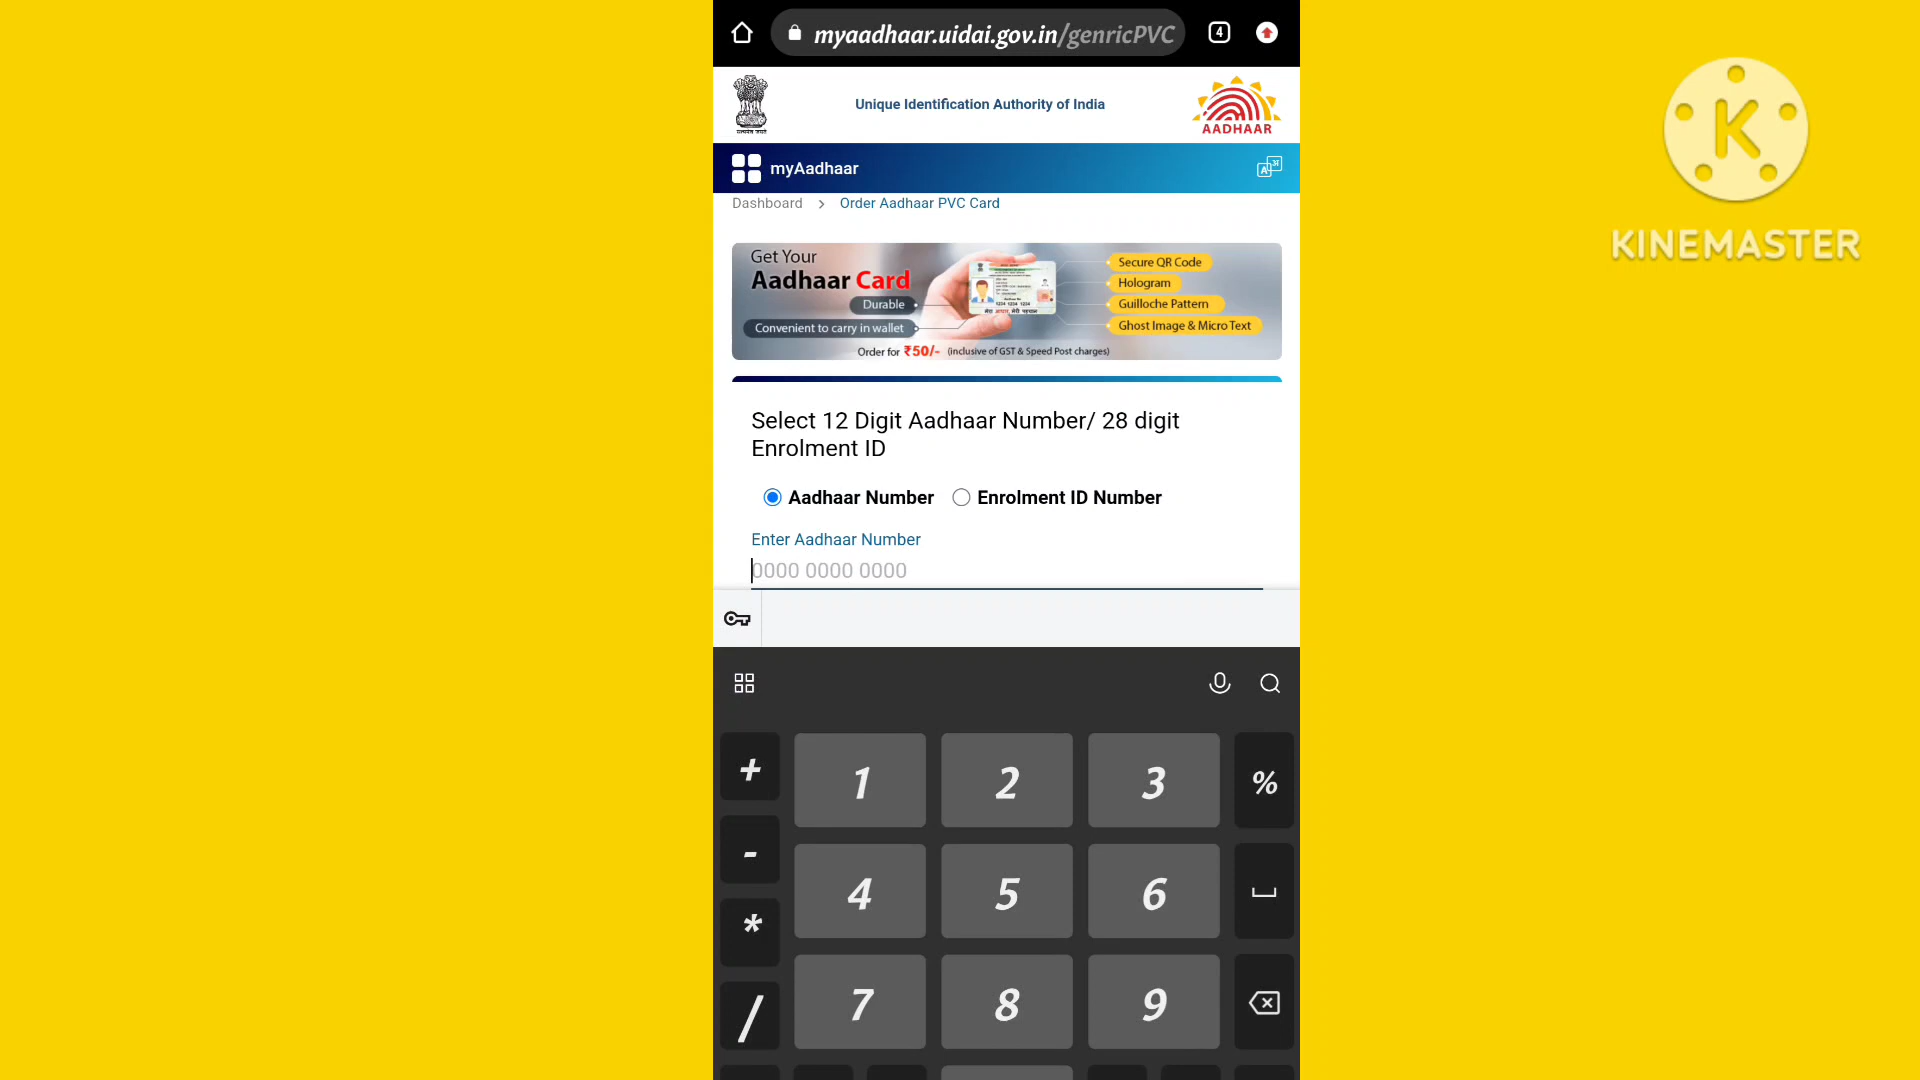 myaadhaar.uidai.gov.in/genricPVC
4
Unique Identification Authority of India
AADHAAR
myAadhaar
Dashboard > Order Aadhaar PVC Card
Get Your
Aadhaar Card
Durable
Convenient to carry in wallet
Secure QR Code
Hologram
Guilloche Pattern
Ghost Image & Micro Text
Order for ₹50/- (inclusive of GST & Speed Post charges)
Select 12 Digit Aadhaar Number/ 28 digit
Enrolment ID
Aadhaar Number Enrolment ID Number
Enter Aadhaar Number
0000 0000 0000
+ 1 2 3 %
- 4 5 6
*
/ 7 8 9
K
KINEMASTER